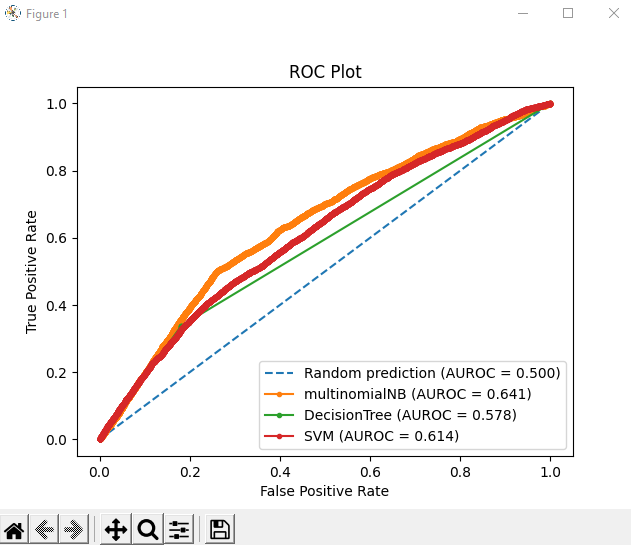 Figure 1
ROC Plot
True Positive Rate
1.0
0.8
0.6
0.4
0.2
0.0
Random prediction (AUROC = 0.500)
multinomialNB (AUROC = 0.641)
DecisionTree (AUROC = 0.578)
SVM (AUROC = 0.614)
0.0 0.2 0.4 0.6 0.8 1.0
False Positive Rate